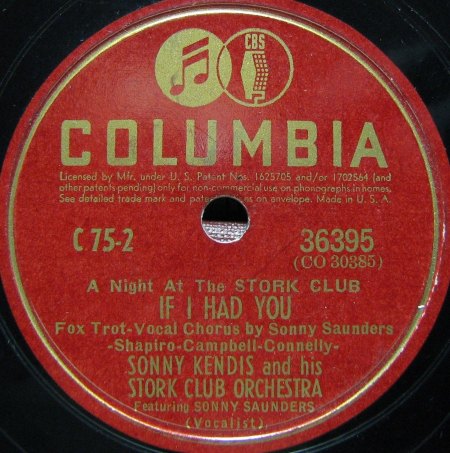 CBS
COLUMBIA
Licensed by Mfr. under U. S. Patent Nos. 1625705 and/or 1702564 (and
other patents pending) only for non-commercial use on phonographs in homes.
See detailed trade mark and patent on envelope. Made in U. S. A.
C 75-2 36395
(CO 30385)
A Night At The STORK CLUB
IF I HAD YOU
Fox Trot-Vocal Chorus by Sonny Saunders
-Shapiro-Campbell-Connelly-
SONNY KENDIS and his
STORK CLUB ORCHESTRA
Featuring SONNY SAUNDERS
(Vocalist)